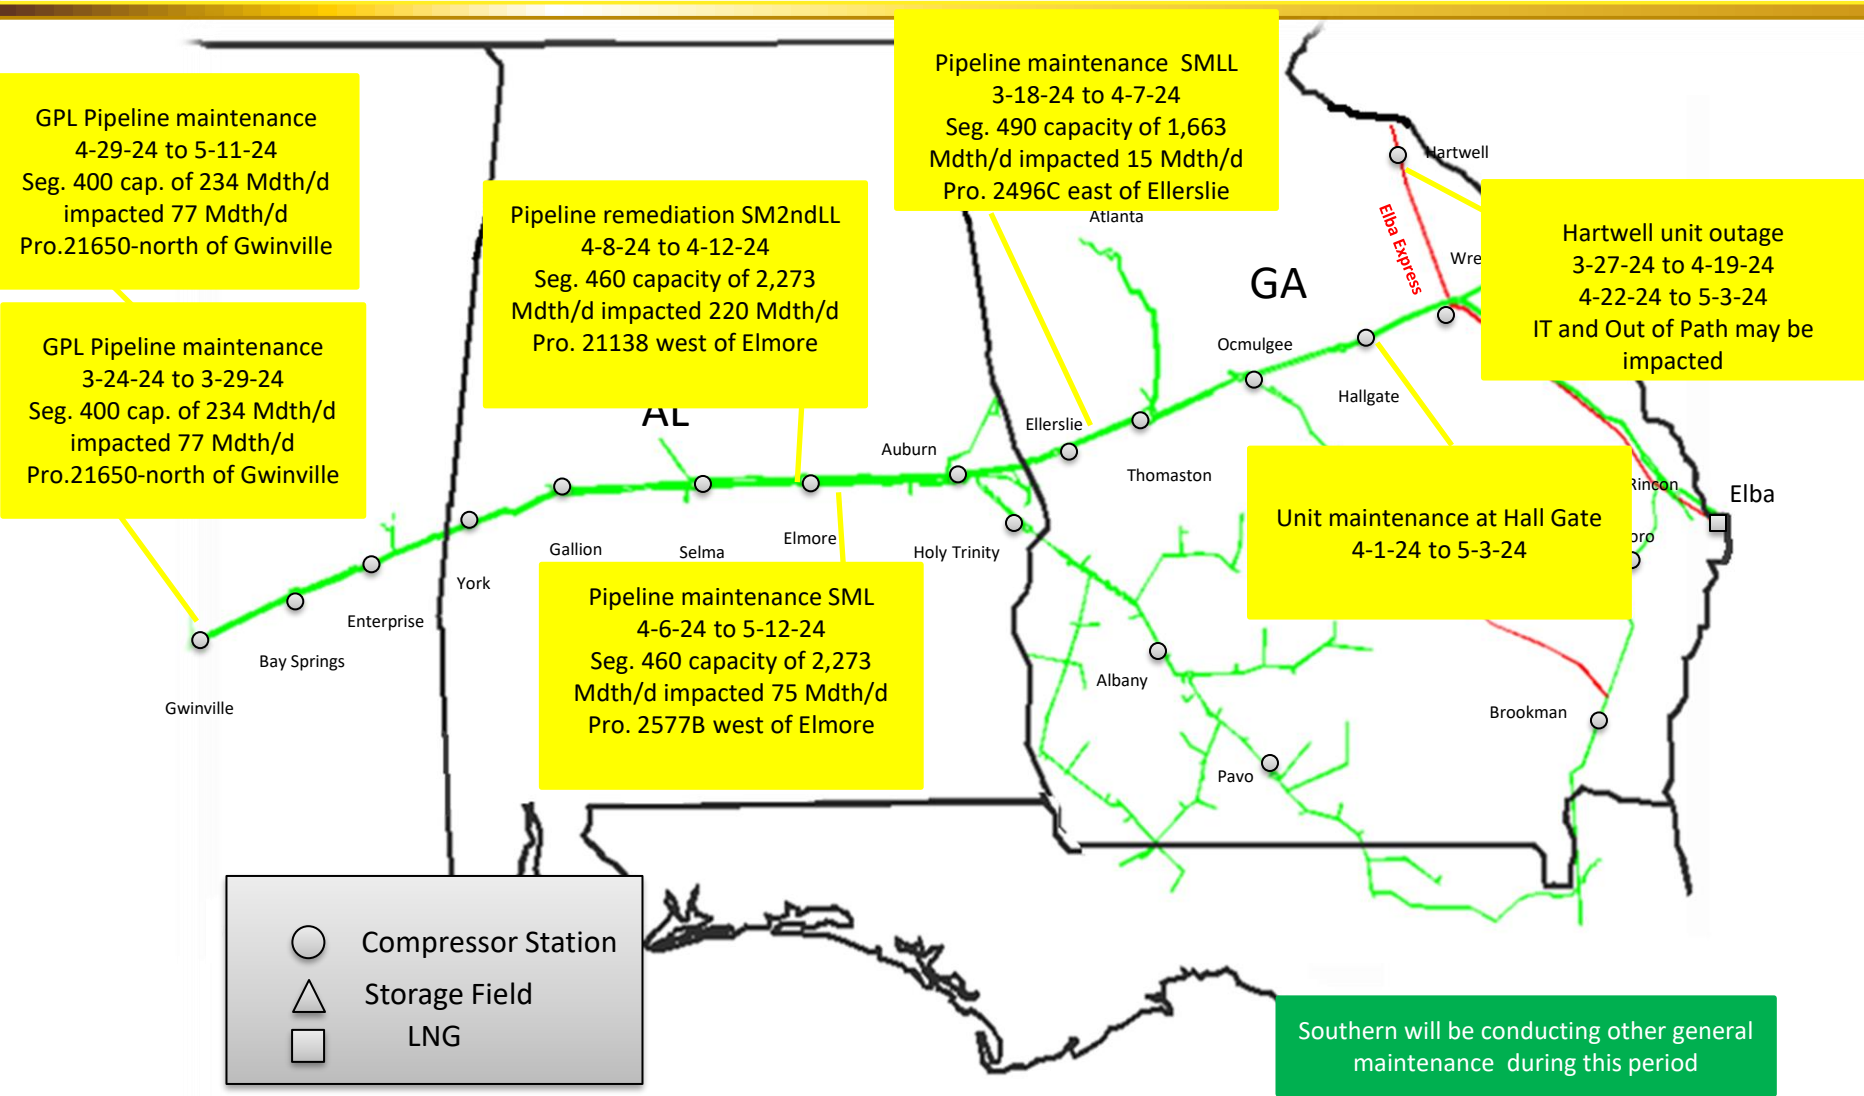 Pipeline maintenance SMLL
3-18-24 to 4-7-24
Seg. 490 capacity of 1,663
Mdth/d impacted 15 Mdth/d
Pro. 2496C east of Ellerslie
GPL Pipeline maintenance
4-29-24 to 5-11-24
Seg. 400 cap. of 234 Mdth/d
impacted 77 Mdth/d
Pro.21650-north of Gwinville
Pipeline remediation SM2ndLL
4-8-24 to 4-12-24
Seg. 460 capacity of 2,273
Mdth/d impacted 220 Mdth/d
Pro. 21138 west of Elmore
Hartwell
Atlanta
Elba Express
Wre
GA
Hartwell unit outage
3-27-24 to 4-19-24
4-22-24 to 5-3-24
IT and Out of Path may be
impacted
GPL Pipeline maintenance
3-24-24 to 3-29-24
Seg. 400 cap. of 234 Mdth/d
impacted 77 Mdth/d
Pro.21650-north of Gwinville
AL
Ocmulgee
Hallgate
Ellerslie
Auburn
Thomaston
Rincon
Elba
oro
Unit maintenance at Hall Gate
4-1-24 to 5-3-24
Elmore
Gallion
Selma
Holy Trinity
York
Enterprise
Bay Springs
Gwinville
Pipeline maintenance SML
4-6-24 to 5-12-24
Seg. 460 capacity of 2,273
Mdth/d impacted 75 Mdth/d
Pro. 2577B west of Elmore
Albany
Brookman
Pavo
Compressor Station
Storage Field
LNG
Southern will be conducting other general
maintenance during this period